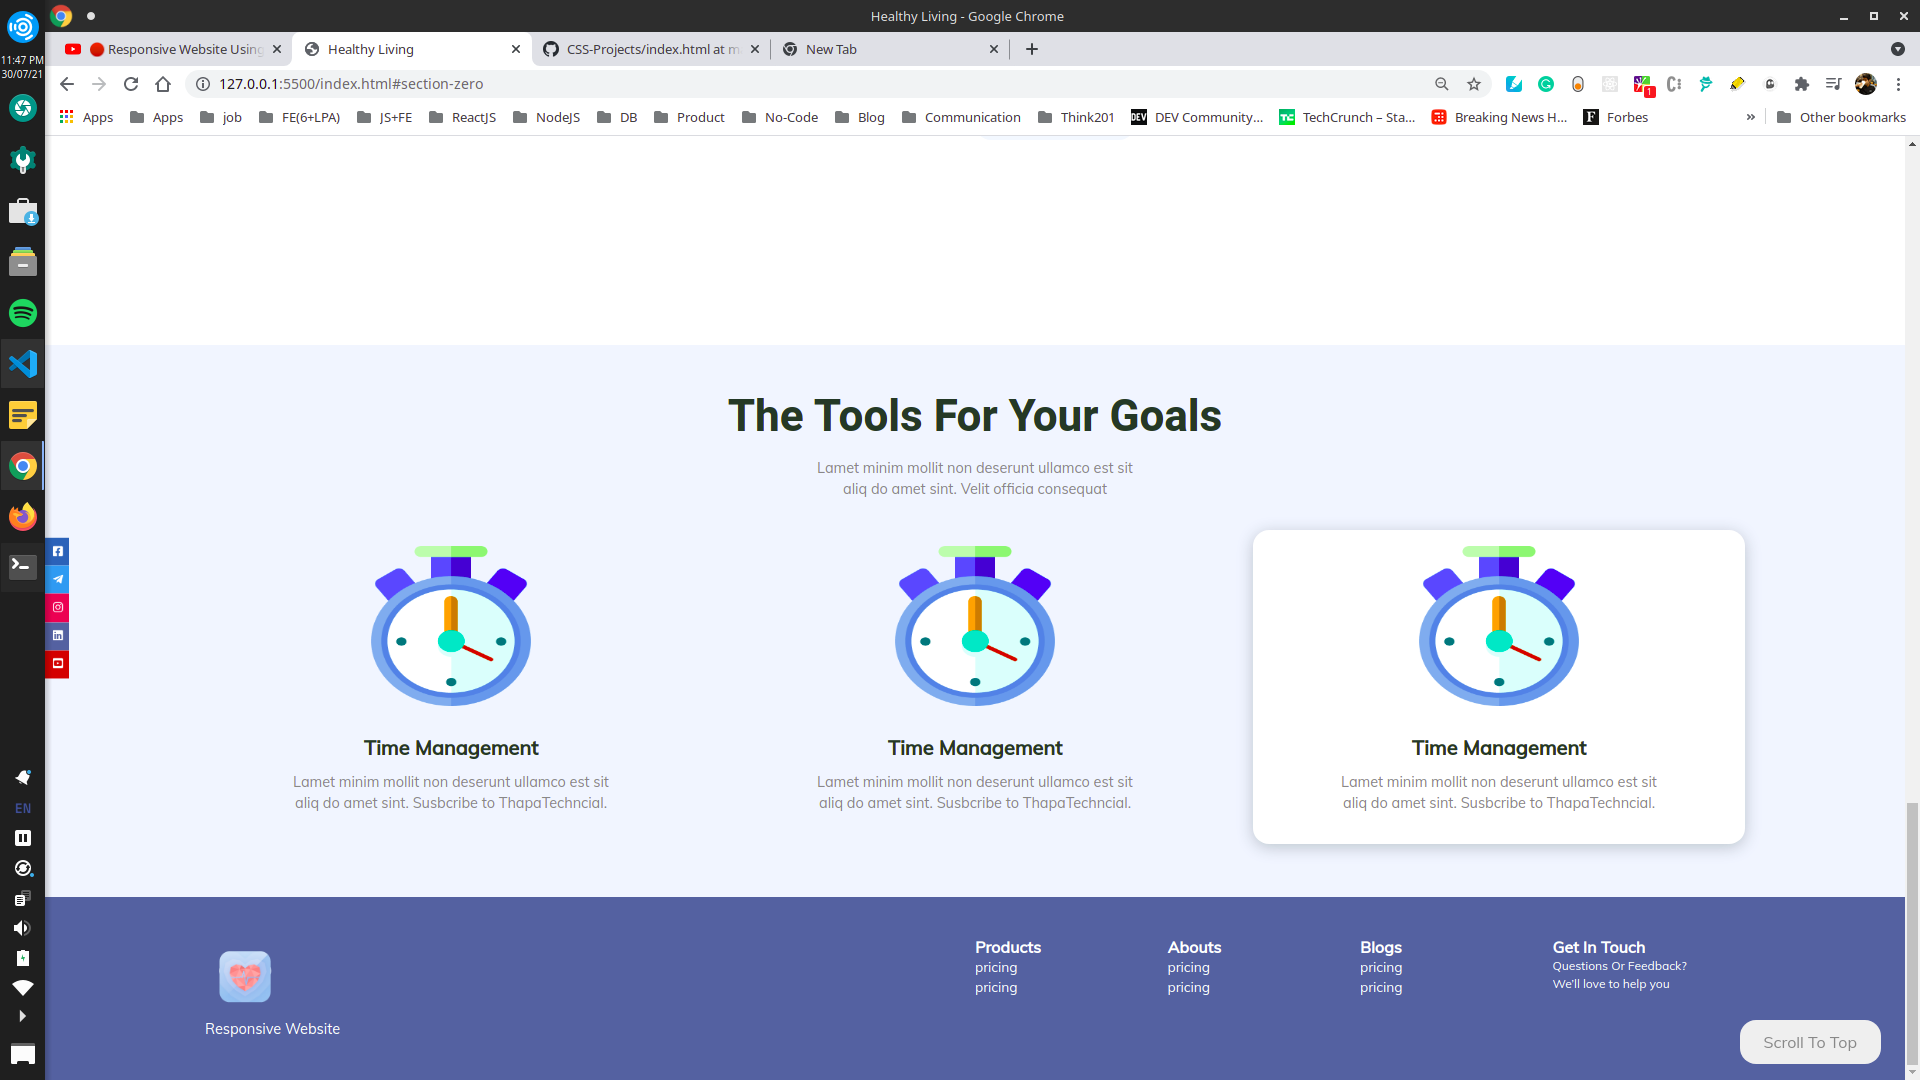 Healthy Living - Google Chrome
11:47 PM
30/07/21
Responsive Website Using
Healthy Living
CSS-Projects/index.html at m
New Tab
127.0.0.1:5500/index.html#section-zero
1
Apps
Apps
job
FE(6+LPA)
JS+FE
ReactJS
NodeJS
DB
Product
No-Code
Blog
Communication
Think201
DEV
DEV Community...
TechCrunch – Sta...
Breaking News H...
F
Forbes
»
Other bookmarks
The Tools For Your Goals
Lamet minim mollit non deserunt ullamco est sit
aliq do amet sint. Velit officia consequat
Time Management
Lamet minim mollit non deserunt ullamco est sit
aliq do amet sint. Susbcribe to ThapaTechncial.
Time Management
Lamet minim mollit non deserunt ullamco est sit
aliq do amet sint. Susbcribe to ThapaTechncial.
Time Management
Lamet minim mollit non deserunt ullamco est sit
aliq do amet sint. Susbcribe to ThapaTechncial.
EN
Responsive Website
Products
pricing
pricing
Abouts
pricing
pricing
Blogs
pricing
pricing
Get In Touch
Questions Or Feedback?
We'll love to help you
Scroll To Top